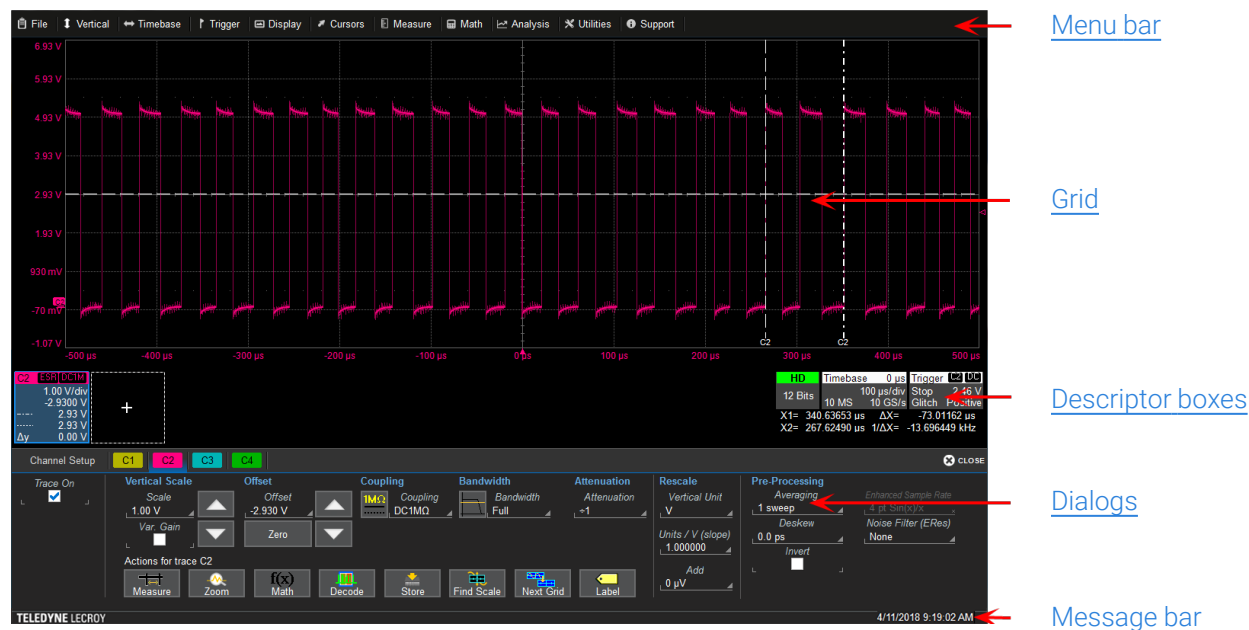 File Vertical Timebase Trigger Display Cursors Measure Math Analysis Utilities Support
Menu bar
6.93 V
5.93 V
4.93 V
3.93 V
2.93 V
Grid
1.93 V
930 mV
C2
-70 mV
-1.07 V
C2 C2
-500 µs -400 µs -300 µs -200 µs -100 µs 0 µs 100 µs 200 µs 300 µs 400 µs 500 µs
C2 ESR DC1M
1.00 V/div
-2.9300 V
2.93 V
2.93 V
Δy 0.00 V
+
HD Timebase 0 µs Trigger C2 DC
12 Bits 100 µs/div Stop 2.46 V
10 MS 10 GS/s Glitch Positive
X1= 340.63653 µs ΔX= -73.01162 µs
X2= 267.62490 µs 1/ΔX= -13.696449 kHz
Descriptor boxes
Channel Setup C1 C2 C3 C4 CLOSE
Trace On
Vertical Scale
Scale
1.00 V
Var. Gain
Offset
Offset
-2.930 V
Zero
Coupling
1MΩ Coupling
DC1MΩ
Bandwidth
Bandwidth
Full
Attenuation
Attenuation
÷1
Rescale
Vertical Unit
V
Units / V (slope)
1.000000
Add
0 µV
Pre-Processing
Averaging
1 sweep
Deskew
0.0 ps
Invert
Enhanced Sample Rate
4 pt Sin(x)/x
Noise Filter (ERes)
None
Dialogs
Actions for trace C2
Measure Zoom f(x) Math Decode Store Find Scale Next Grid Label
TELEDYNE LECROY 4/11/2018 9:19:02 AM
Message bar